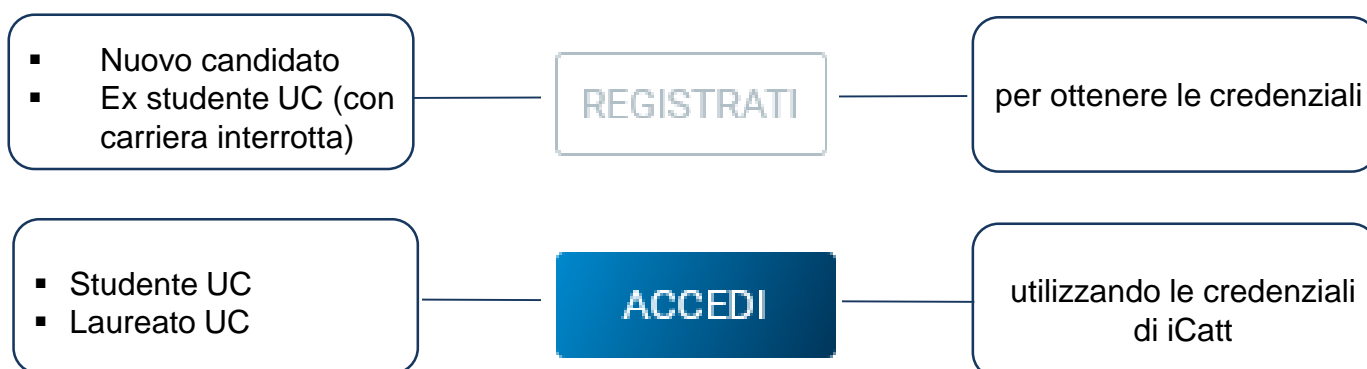 ▪ Nuovo candidato
▪ Ex studente UC (con
carriera interrotta)
REGISTRATI
per ottenere le credenziali
▪ Studente UC
▪ Laureato UC
ACCEDI
utilizzando le credenziali
di iCatt